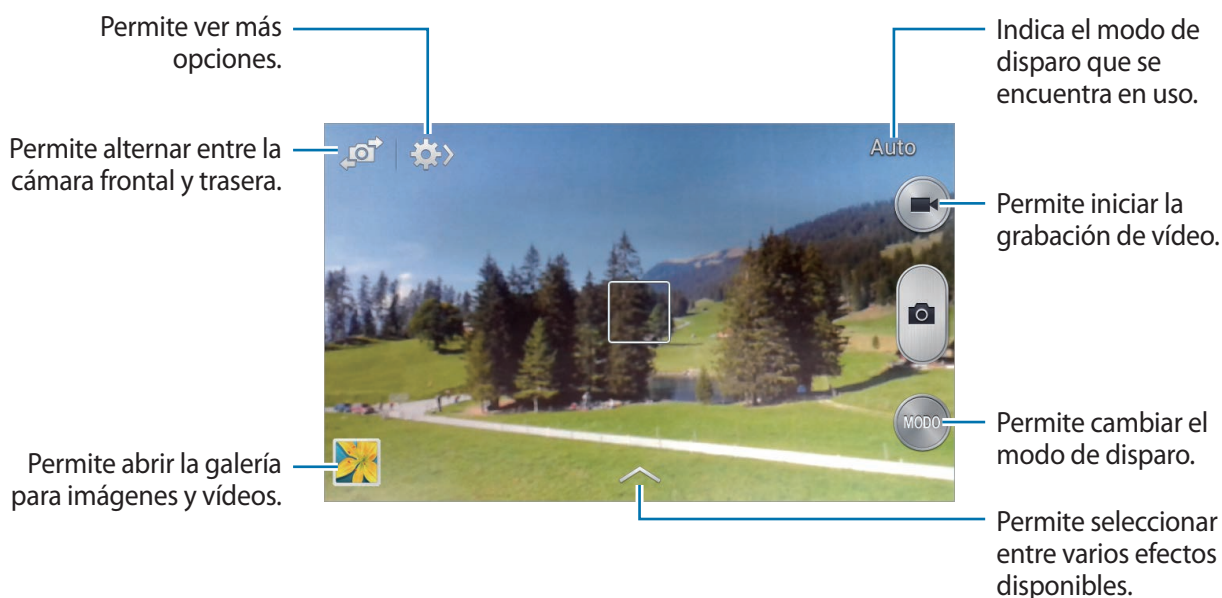 Permite ver más
opciones.
Permite alternar entre la
cámara frontal y trasera.
Permite abrir la galería
para imágenes y vídeos.
Indica el modo de
disparo que se
encuentra en uso.
Auto
Permite iniciar la
grabación de vídeo.
MODO
Permite cambiar el
modo de disparo.
Permite seleccionar
entre varios efectos
disponibles.